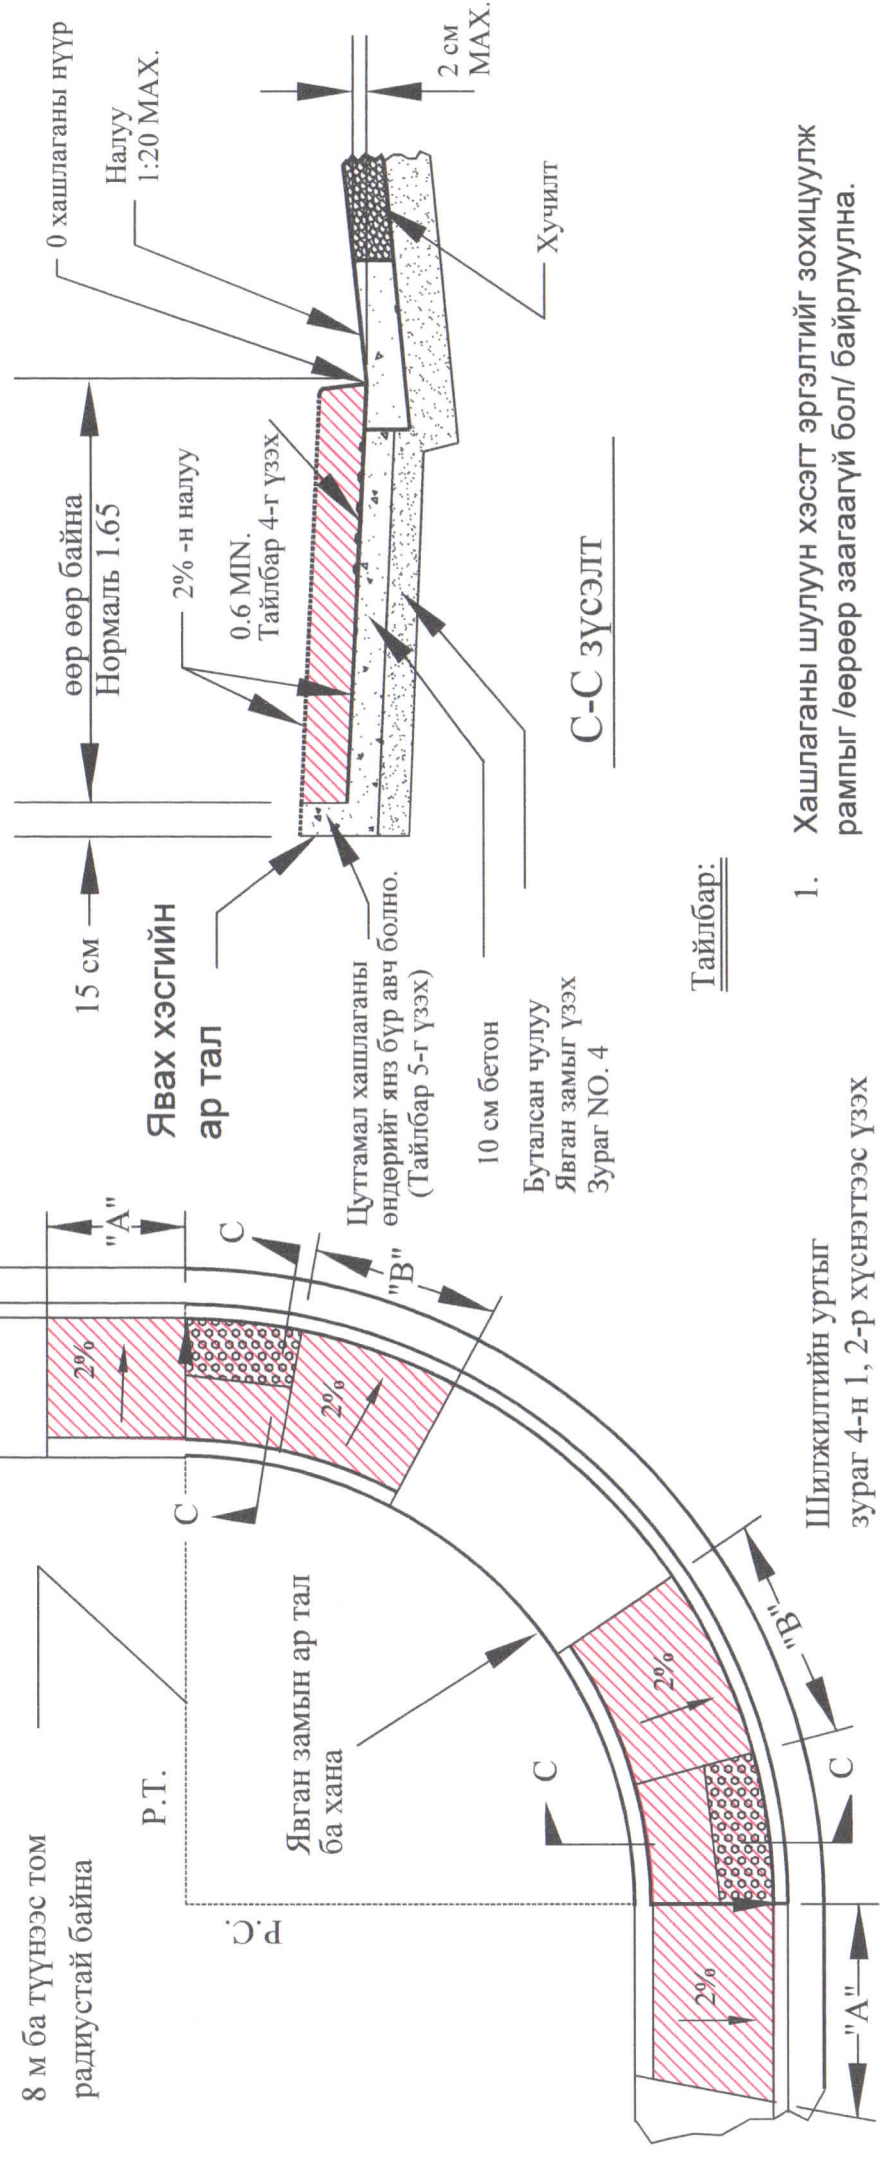 8 м ба түүнээс том
радиустай байна
P.T.
P.C.
Явган замын ар тал
ба хана
2%
2%
2%
2%
"A"
"A"
"B"
"B"
C
C
C
C
Шилжилтийн уртыг
зураг 4-н 1, 2-р хүснэгтээс үзэх
15 см
өөр өөр байна
Нормаль 1.65
0 хашлаганы нүүр
Налуу
1:20 MAX.
2% -н налуу
0.6 MIN.
Тайлбар 4-г үзэх
2 см
MAX.
Явах хэсгийн
ар тал
Цутгамал хашлаганы
өндөрийг янз бүр авч болно.
(Тайлбар 5-г үзэх)
10 см бетон
Буталсан чулуу
Явган замыг үзэх
Зураг NO. 4
Хучилт
C-C зүсэлт
Тайлбар:
1. Хашлаганы шулуун хэсэгт эргэлтийг зохицуулж
рампыг /өөрөөр заагаагүй бол/ байрлуулна.